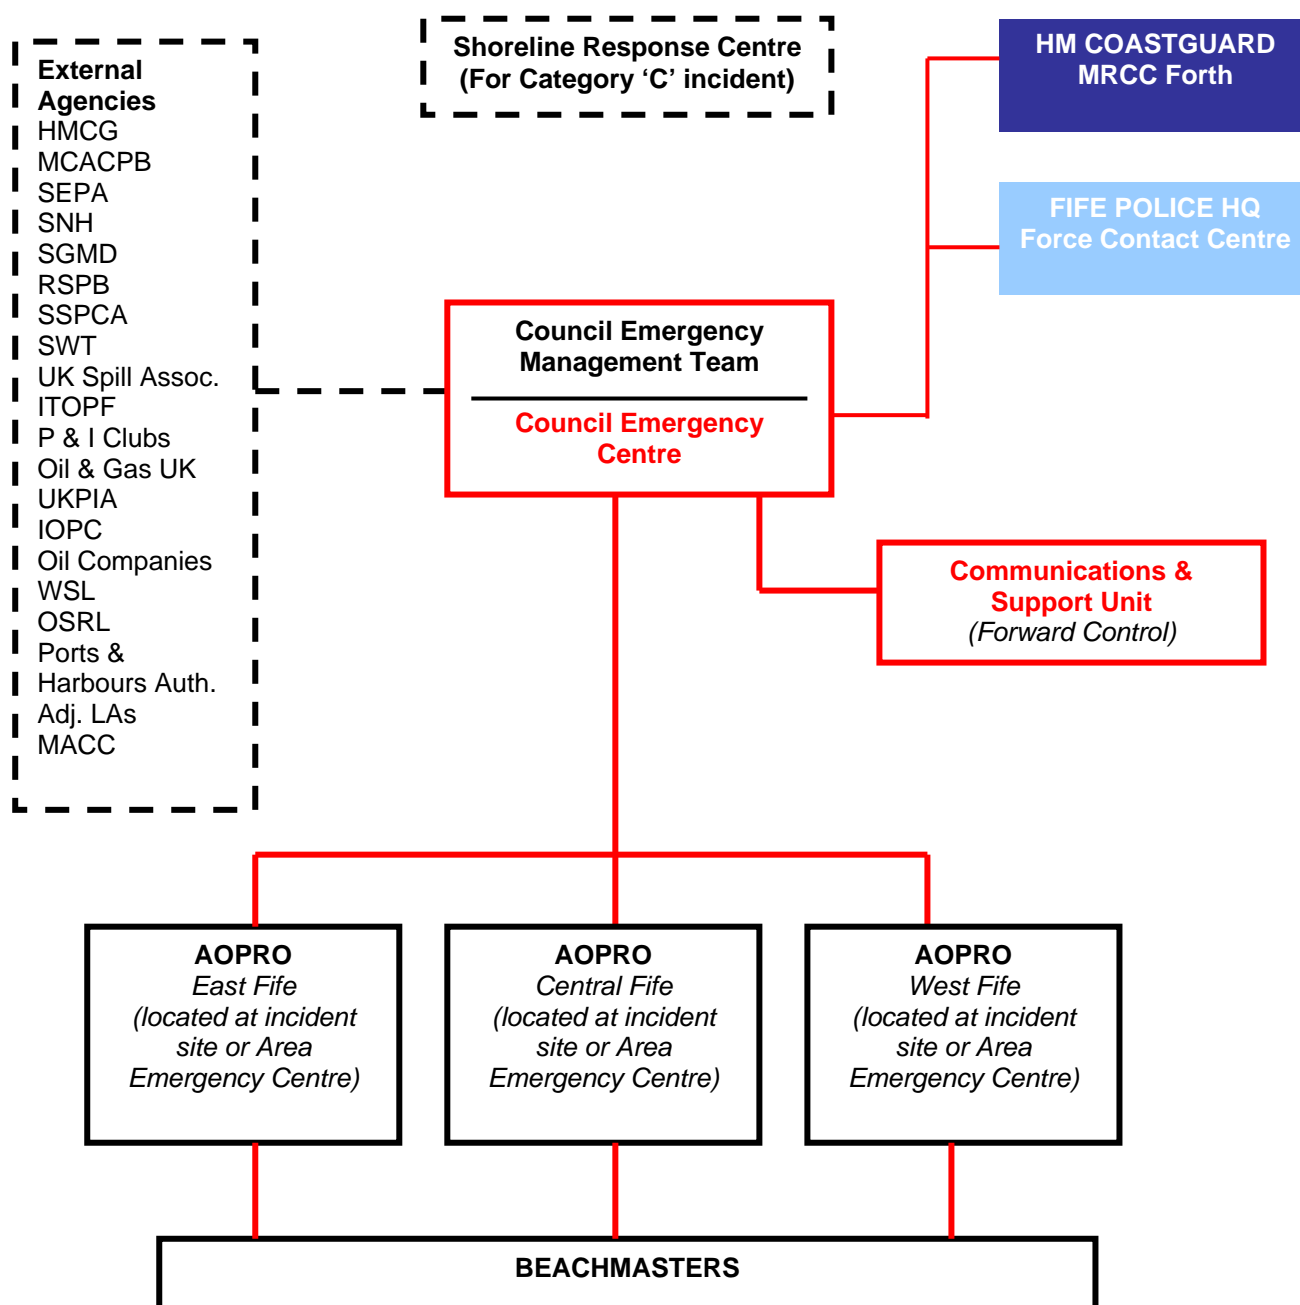 External
Agencies
HMCG
MCACPB
SEPA
SNH
SGMD
RSPB
SSPCA
SWT
UK Spill Assoc.
ITOPF
P & I Clubs
Oil & Gas UK
UKPIA
IOPC
Oil Companies
WSL
OSRL
Ports &
Harbours Auth.
Adj. LAs
MACC
Shoreline Response Centre
(For Category ‘C’ incident)
HM COASTGUARD
MRCC Forth
FIFE POLICE HQ
Force Contact Centre
Council Emergency
Management Team
Council Emergency
Centre
Communications &
Support Unit
(Forward Control)
AOPRO
East Fife
(located at incident
site or Area
Emergency Centre)
AOPRO
Central Fife
(located at incident
site or Area
Emergency Centre)
AOPRO
West Fife
(located at incident
site or Area
Emergency Centre)
BEACHMASTERS